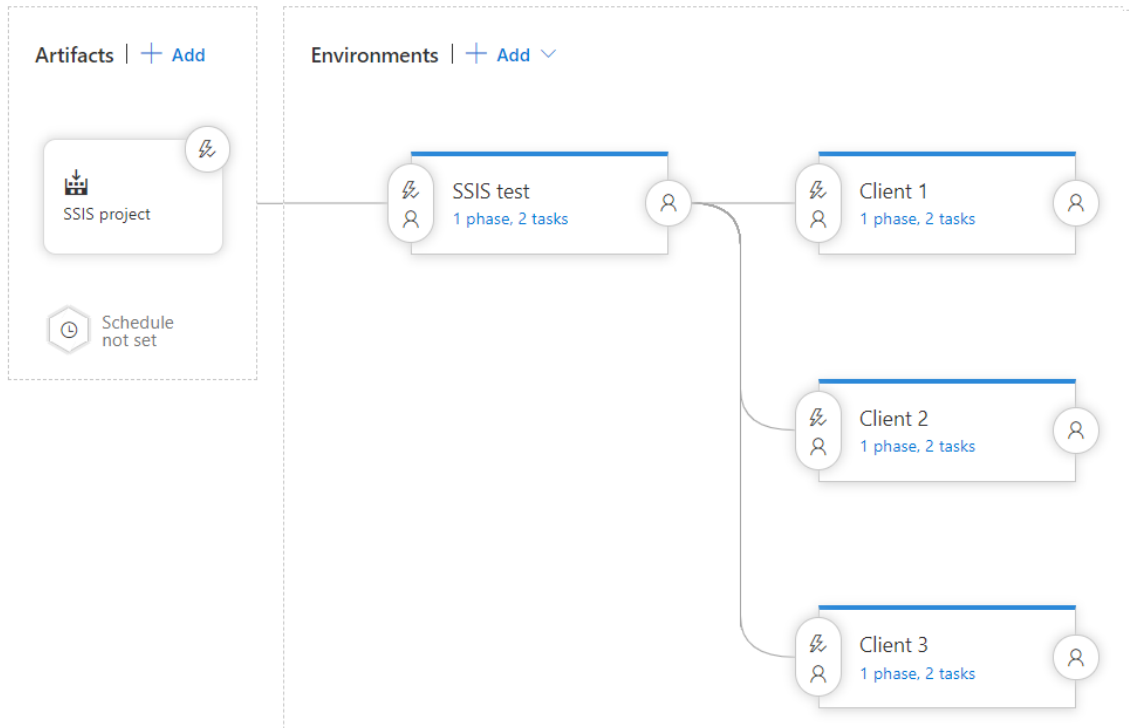 Artifacts | + Add
Environments | + Add
SSIS project
Schedule
not set
SSIS test
1 phase, 2 tasks
Client 1
1 phase, 2 tasks
Client 2
1 phase, 2 tasks
Client 3
1 phase, 2 tasks